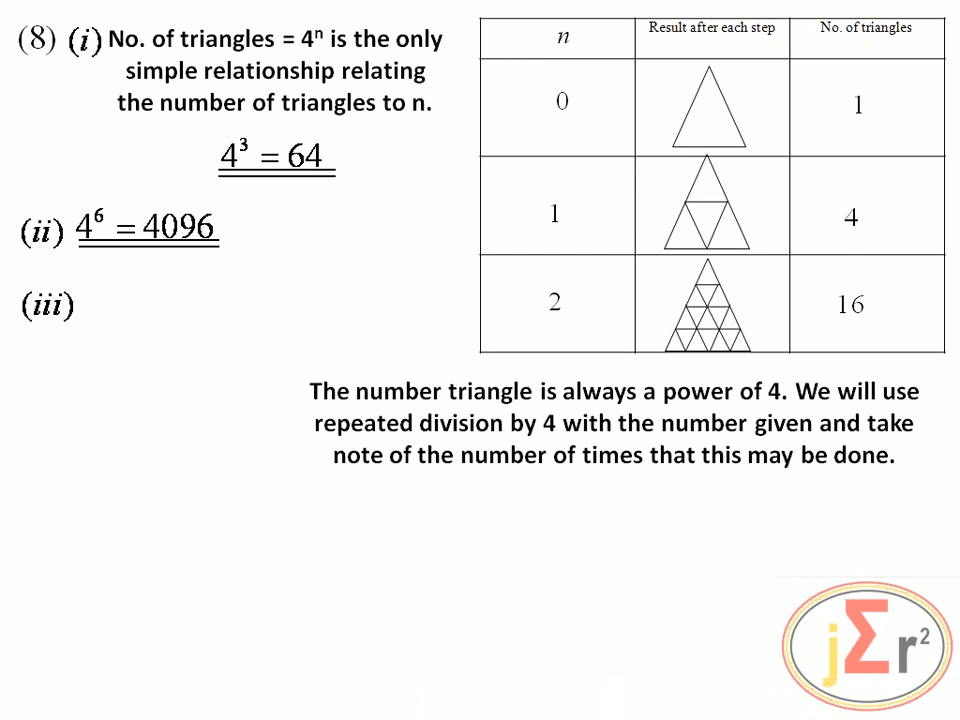 (8) (i) No. of triangles = 4ⁿ is the only
simple relationship relating
the number of triangles to n.
4³ = 64
(ii) 4⁶ = 4096
(iii)
n Result after each step No. of triangles
0 1
1 4
2 16
The number triangle is always a power of 4. We will use
repeated division by 4 with the number given and take
note of the number of times that this may be done.
jΣr²